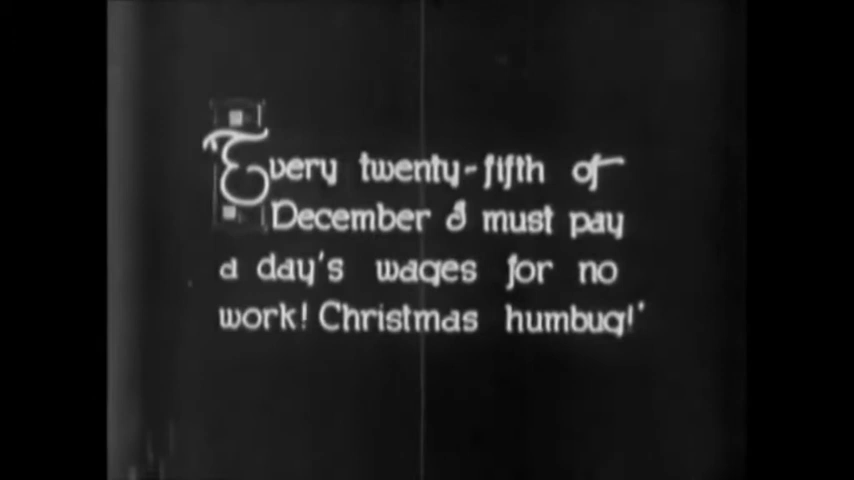 Every twenty-fifth of
December I must pay
a day's wages for no
work! Christmas humbug!'